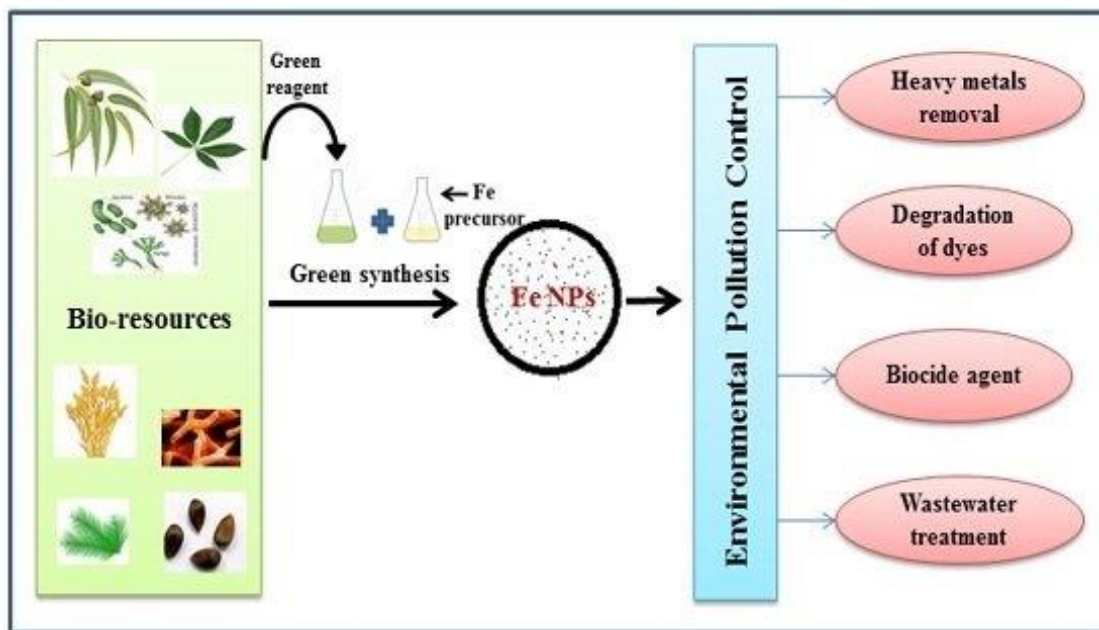 Green
reagent
Fe
precursor
Green synthesis
Bio-resources
Fe NPs
Environmental Pollution Control
Heavy metals
removal
Degradation
of dyes
Biocide agent
Wastewater
treatment